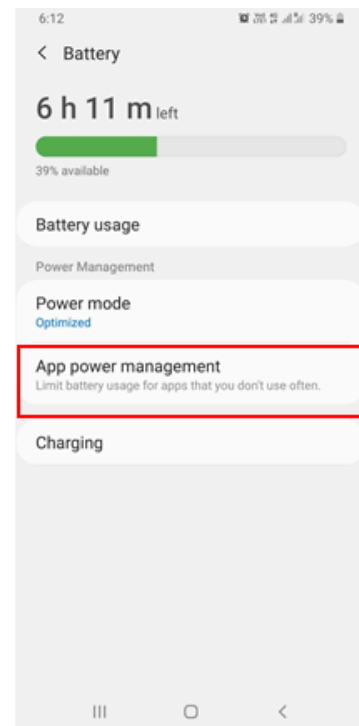 6:12
39%
Battery
6 h 11 m left
39% available
Battery usage
Power Management
Power mode
Optimized
App power management
Limit battery usage for apps that you don't use often.
Charging